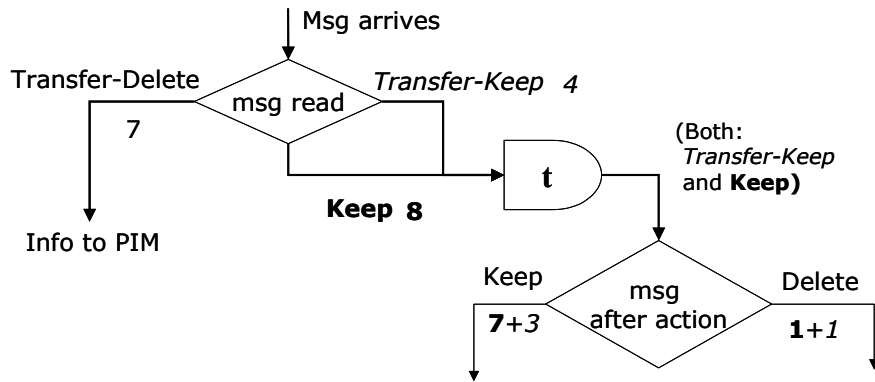 Msg arrives
Transfer-Delete
msg read
Transfer-Keep 4
7
(Both:
Transfer-Keep
and Keep)
t
Keep 8
Info to PIM
Keep
msg
after action
Delete
7+3
1+1